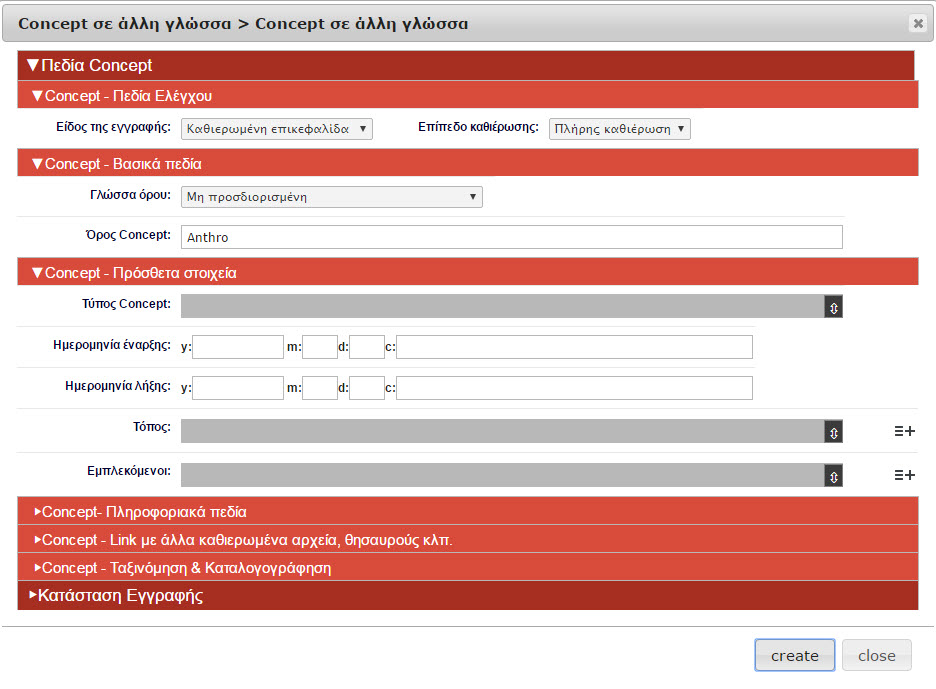 Concept σε άλλη γλώσσα > Concept σε άλλη γλώσσα
▼Πεδία Concept
▼Concept - Πεδία Ελέγχου
Είδος της εγγραφής: Καθιερωμένη επικεφαλίδα Επίπεδο καθιέρωσης: Πλήρης καθιέρωση
▼Concept - Βασικά πεδία
Γλώσσα όρου: Μη προσδιορισμένη
Όρος Concept: Anthro
▼Concept - Πρόσθετα στοιχεία
Τύπος Concept:
Ημερομηνία έναρξης: y: m: d: c:
Ημερομηνία λήξης: y: m: d: c:
Τόπος:
Εμπλεκόμενοι:
▸Concept- Πληροφοριακά πεδία
▸Concept - Link με άλλα καθιερωμένα αρχεία, θησαυρούς κλπ.
▸Concept - Ταξινόμηση & Καταλογογράφηση
▸Κατάσταση Εγγραφής
create close